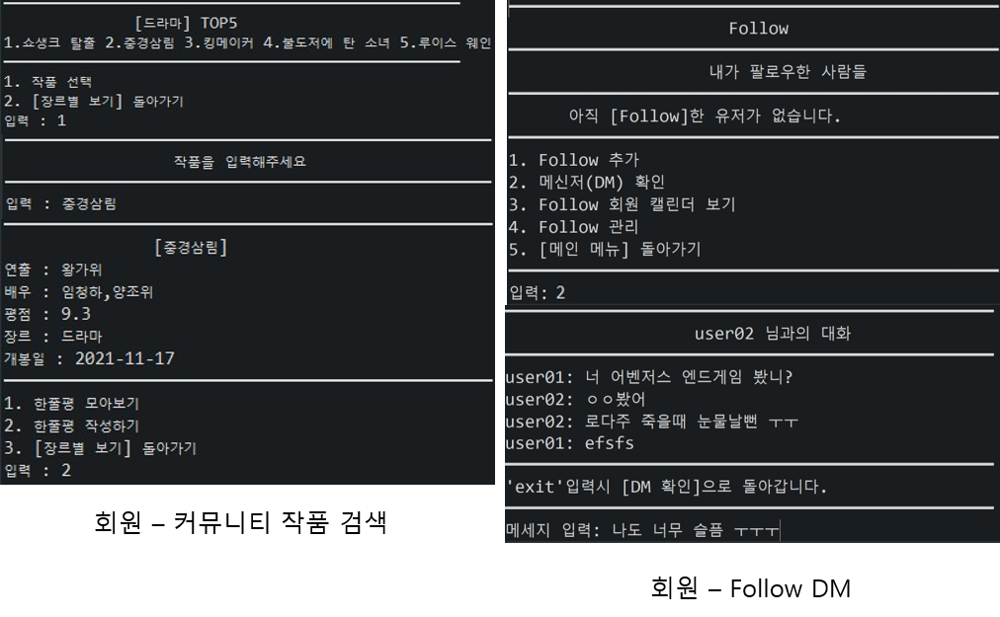 [드라마] TOP5
1.쇼생크 탈출 2.중경삼림 3.킹메이커 4.불도저에 탄 소녀 5.루이스 웨인
1. 작품 선택
2. [장르별 보기] 돌아가기
입력 : 1
작품을 입력해주세요
입력 : 중경삼림
[중경삼림]
연출 : 왕가위
배우 : 임청하,양조위
평점 : 9.3
장르 : 드라마
개봉일 : 2021-11-17
1. 한줄평 모아보기
2. 한줄평 작성하기
3. [장르별 보기] 돌아가기
입력 : 2
회원 – 커뮤니티 작품 검색
Follow
내가 팔로우한 사람들
아직 [Follow]한 유저가 없습니다.
1. Follow 추가
2. 메신저(DM) 확인
3. Follow 회원 캘린더 보기
4. Follow 관리
5. [메인 메뉴] 돌아가기
입력: 2
user02 님과의 대화
user01: 너 어벤저스 엔드게임 봤니?
user02: ㅇㅇ봤어
user02: 로다주 죽을때 눈물날뻔 ㅜㅜ
user01: efsfs
'exit'입력시 [DM 확인]으로 돌아갑니다.
메세지 입력: 나도 너무 슬픔 ㅜㅜㅜ
회원 – Follow DM